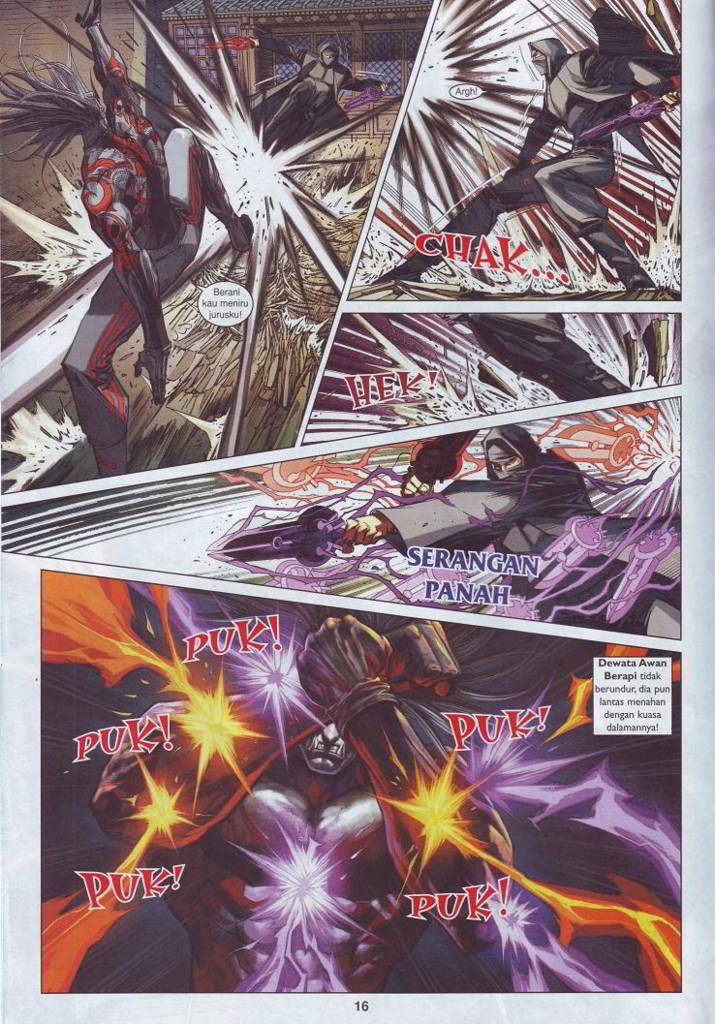 Berani
kau meniru
jurusku!
Argh!
CHAK...
HEK!
SERANGAN
PANAH
Dewata Awan
Berapi tidak
berundur, dia pun
lantas menahan
dengan kuasa
dalamannya!
PUK!
PUK!
PUK!
PUK!
PUK!
16